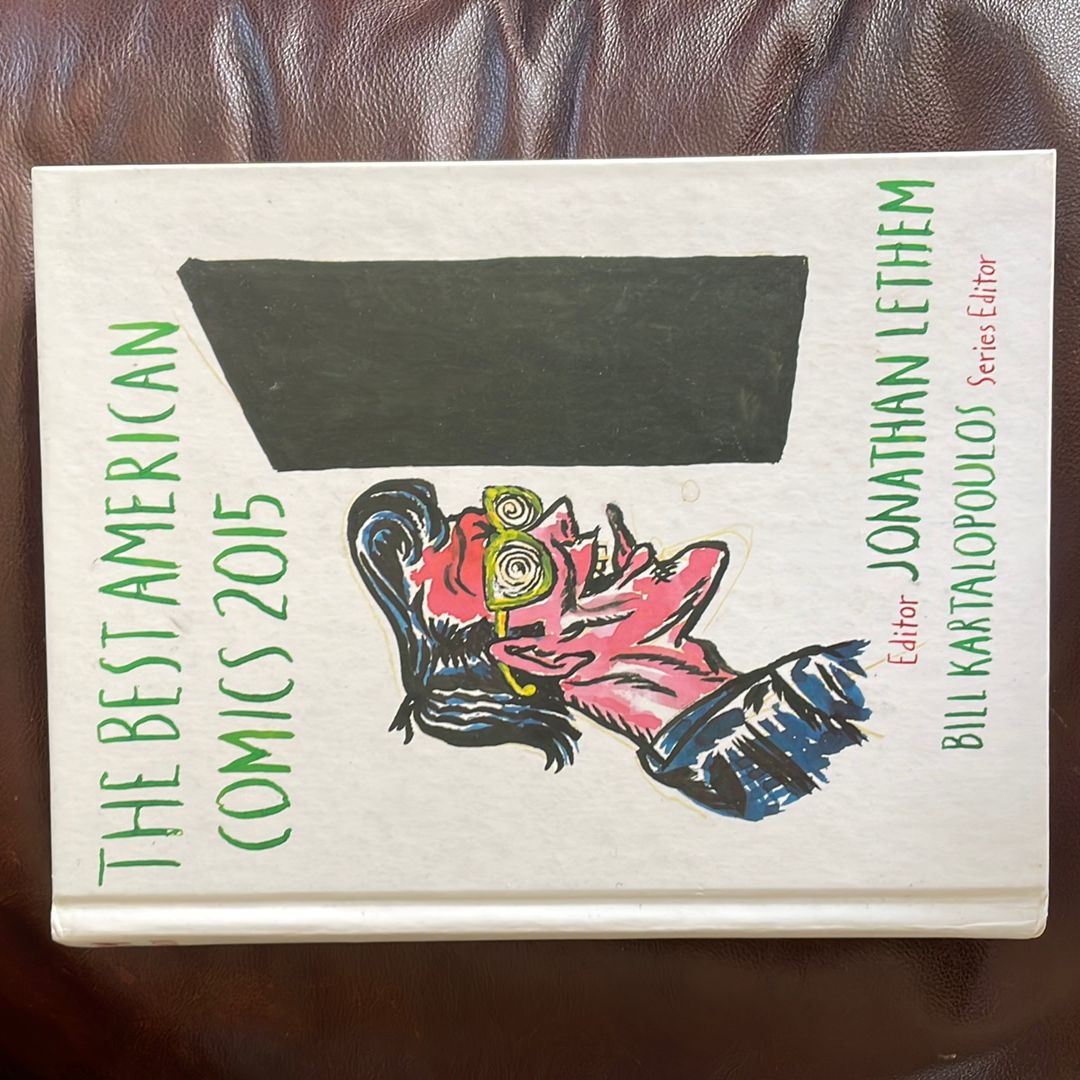 THE BEST AMERICAN
COMICS 2015
Editor JONATHAN LETHEM
BILL KARTALOPOULOS Series Editor